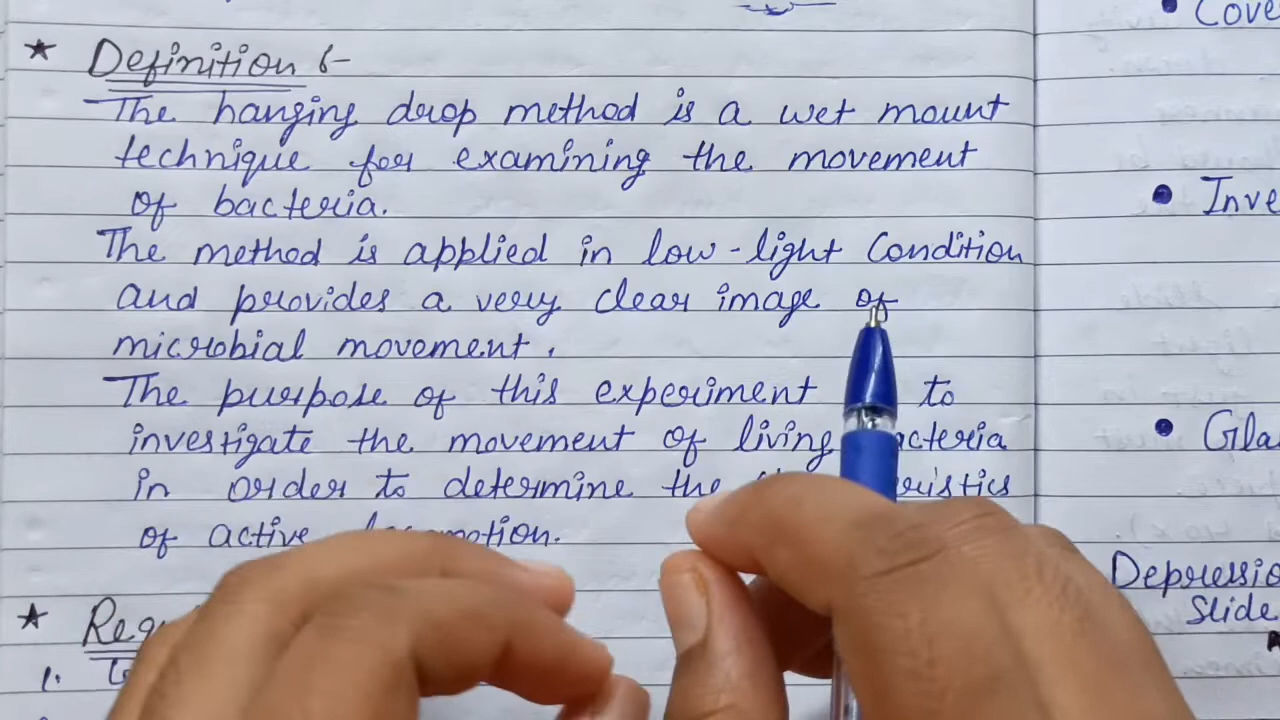 ★ Definition :-
The hanging drop method is a wet mount
technique for examining the movement
of bacteria.
The method is applied in low-light Condition
and provides a very clear image of
microbial movement.
The purpose of this experiment to
investigate the movement of living
in order to determine the
of active
★
1.
•
• Inve
• Gla
Depressio
Slide